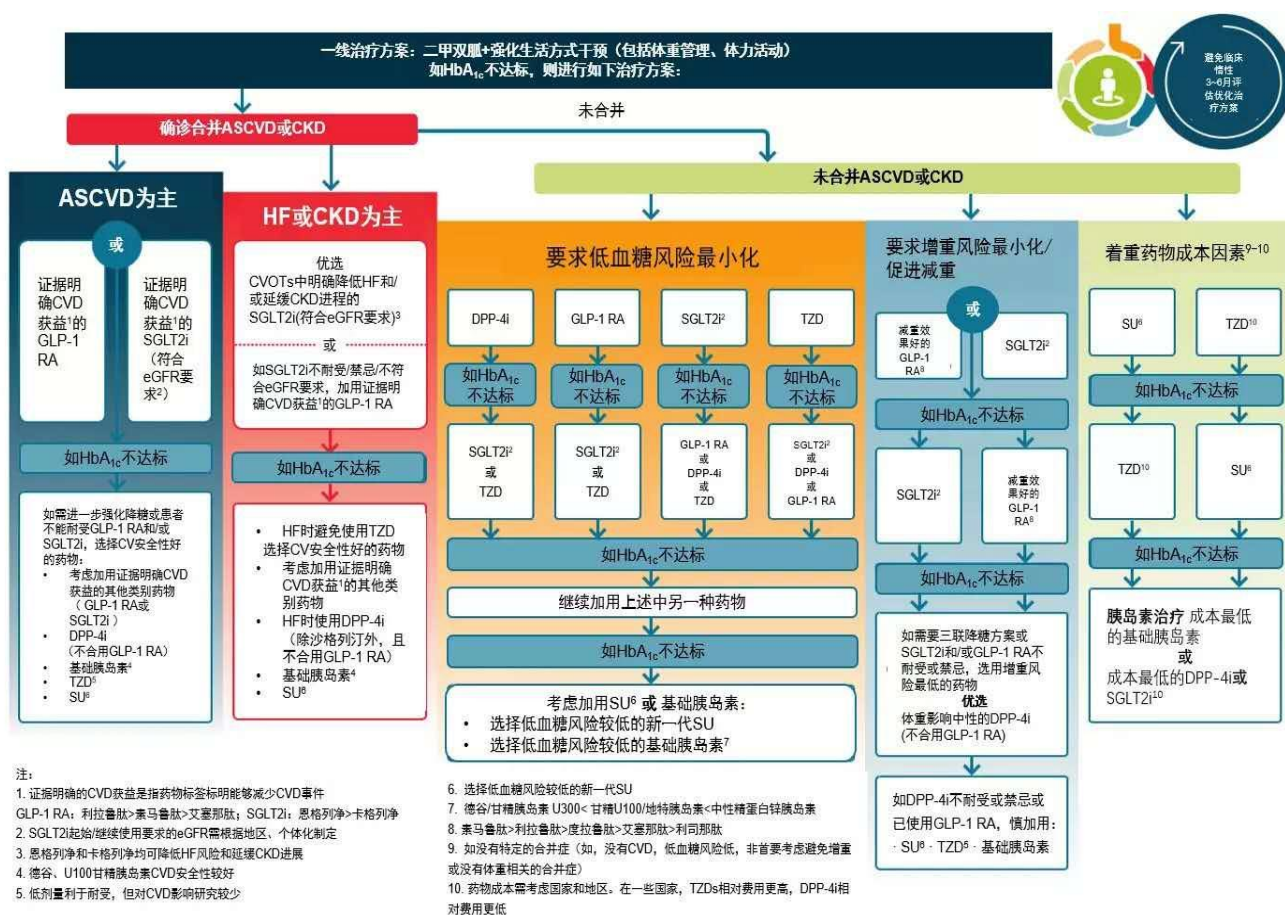 一线治疗方案：二甲双胍+强化生活方式干预（包括体重管理、体力活动）
如HbA1c不达标，则进行如下治疗方案：
避免临床
惰性
3-6月评
估优化治
疗方案
确诊合并ASCVD或CKD
未合并
未合并ASCVD或CKD
ASCVD为主
或
证据明
确CVD
获益¹的
GLP-1
RA
证据明
确CVD
获益¹的
SGLT2i
（符合
eGFR要
求²）
如HbA1c不达标
如需进一步强化降糖或患者
不能耐受GLP-1 RA和/或
SGLT2i，选择CV安全性好
的药物：
• 考虑加用证据明确CVD
获益的其他类别药物
（ GLP-1 RA或
SGLT2i ）
• DPP-4i
(不合用GLP-1 RA）
• 基础胰岛素⁴
• TZD⁵
• SU⁶
HF或CKD为主
优选
CVOTs中明确降低HF和/
或延缓CKD进程的
SGLT2i(符合eGFR要求)³
或
如SGLT2i不耐受/禁忌/不符
合eGFR要求，加用证据明
确CVD获益¹的GLP-1 RA
如HbA1c不达标
• HF时避免使用TZD
选择CV安全性好的药物
• 考虑加用证据明确
CVD获益¹的其他类
别药物
• HF时使用DPP-4i
（除沙格列汀外，且
不合用GLP-1 RA）
• 基础胰岛素⁴
• SU⁶
要求低血糖风险最小化
DPP-4i
GLP-1 RA
SGLT2i²
TZD
如HbA1c
不达标
如HbA1c
不达标
如HbA1c
不达标
如HbA1c
不达标
SGLT2i²
或
TZD
SGLT2i²
或
TZD
GLP-1 RA
或
DPP-4i
或
TZD
SGLT2i²
或
DPP-4i
或
GLP-1 RA
如HbA1c不达标
继续加用上述中另一种药物
如HbA1c不达标
考虑加用SU⁶ 或 基础胰岛素：
• 选择低血糖风险较低的新一代SU
• 选择低血糖风险较低的基础胰岛素⁷
要求增重风险最小化/
促进减重
或
减重效
果好的
GLP-1
RA⁸
SGLT2i²
如HbA1c不达标
SGLT2i²
减重效
果好的
GLP-1
RA⁸
如HbA1c不达标
如需要三联降糖方案或
SGLT2i和/或GLP-1 RA不
耐受或禁忌，选用增重风
险最低的药物
优选
体重影响中性的DPP-4i
(不合用GLP-1 RA)
如DPP-4i不耐受或禁忌或
已使用GLP-1 RA，慎加用：
· SU⁶ · TZD⁵ · 基础胰岛素
着重药物成本因素⁹⁻¹⁰
SU⁶
TZD¹⁰
如HbA1c不达标
TZD¹⁰
SU⁶
如HbA1c不达标
胰岛素治疗 成本最低
的基础胰岛素
或
成本最低的DPP-4i或
SGLT2i¹⁰
注：
1. 证据明确的CVD获益是指药物标签标明能够减少CVD事件
GLP-1 RA：利拉鲁肽>索马鲁肽>艾塞那肽；SGLT2i：恩格列净>卡格列净
2. SGLT2i起始/继续使用要求的eGFR需根据地区、个体化制定
3. 恩格列净和卡格列净均可降低HF风险和延缓CKD进展
4. 德谷、U100甘精胰岛素CVD安全性较好
5. 低剂量利于耐受，但对CVD影响研究较少
6. 选择低血糖风险较低的新一代SU
7. 德谷/甘精胰岛素 U300< 甘精U100/地特胰岛素<中性精蛋白锌胰岛素
8. 索马鲁肽>利拉鲁肽>度拉鲁肽>艾塞那肽>利司那肽
9. 如没有特定的合并症（如，没有CVD，低血糖风险低，非首要考虑避免增重
或没有体重相关的合并症）
10. 药物成本需考虑国家和地区。在一些国家，TZDs相对费用更高，DPP-4i相
对费用更低